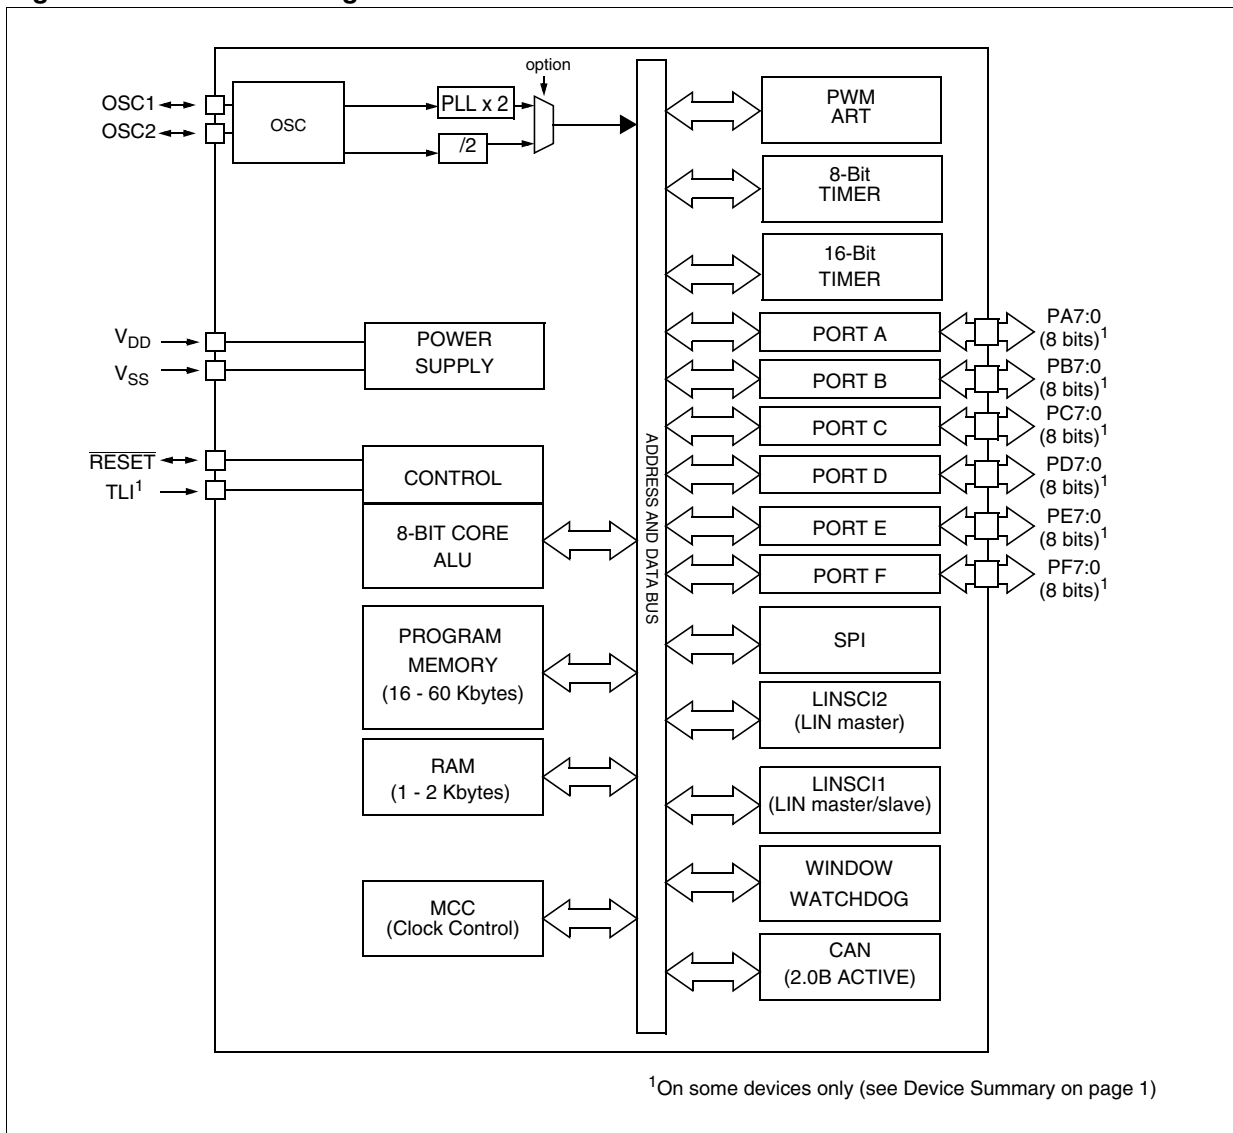 option
OSC1
OSC2
OSC
PLL x 2
/2
PWM
ART
8-Bit
TIMER
16-Bit
TIMER
VDD
VSS
POWER
SUPPLY
RESET
TLI1
CONTROL
8-BIT CORE
ALU
PROGRAM
MEMORY
(16 - 60 Kbytes)
RAM
(1 - 2 Kbytes)
MCC
(Clock Control)
ADDRESS AND DATA BUS
PORT A
PA7:0
(8 bits)1
PORT B
PB7:0
(8 bits)1
PORT C
PC7:0
(8 bits)1
PORT D
PD7:0
(8 bits)1
PORT E
PE7:0
(8 bits)1
PORT F
PF7:0
(8 bits)1
SPI
LINSCI2
(LIN master)
LINSCI1
(LIN master/slave)
WINDOW
WATCHDOG
CAN
(2.0B ACTIVE)
1On some devices only (see Device Summary on page 1)